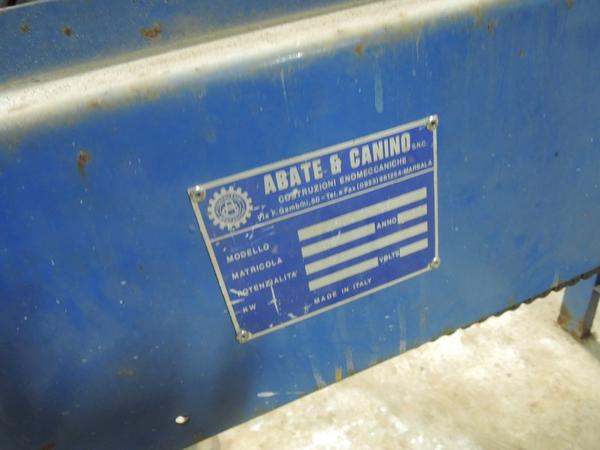 ABATE & CANINO S.N.C.
COSTRUZIONI ENOMECCANICHE
Via F. Gambini, 60 - Tel. e Fax (0923) 981264 - MARSALA
MODELLO
MATRICOLA ANNO
POTENZIALITA'
KW VOLTS
MADE IN ITALY